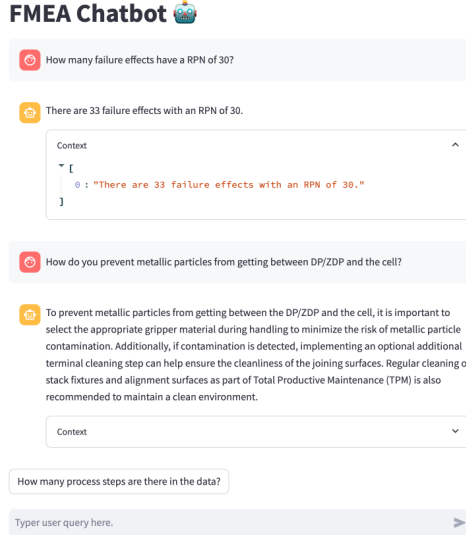 FMEA Chatbot 🤖
How many failure effects have a RPN of 30?
There are 33 failure effects with an RPN of 30.
Context
[
0 : "There are 33 failure effects with an RPN of 30."
]
How do you prevent metallic particles from getting between DP/ZDP and the cell?
To prevent metallic particles from getting between the DP/ZDP and the cell, it is important to
select the appropriate gripper material during handling to minimize the risk of metallic particle
contamination. Additionally, if contamination is detected, implementing an optional additional
terminal cleaning step can help ensure the cleanliness of the joining surfaces. Regular cleaning o
stack fixtures and alignment surfaces as part of Total Productive Maintenance (TPM) is also
recommended to maintain a clean environment.
Context
How many process steps are there in the data?
Typer user query here.